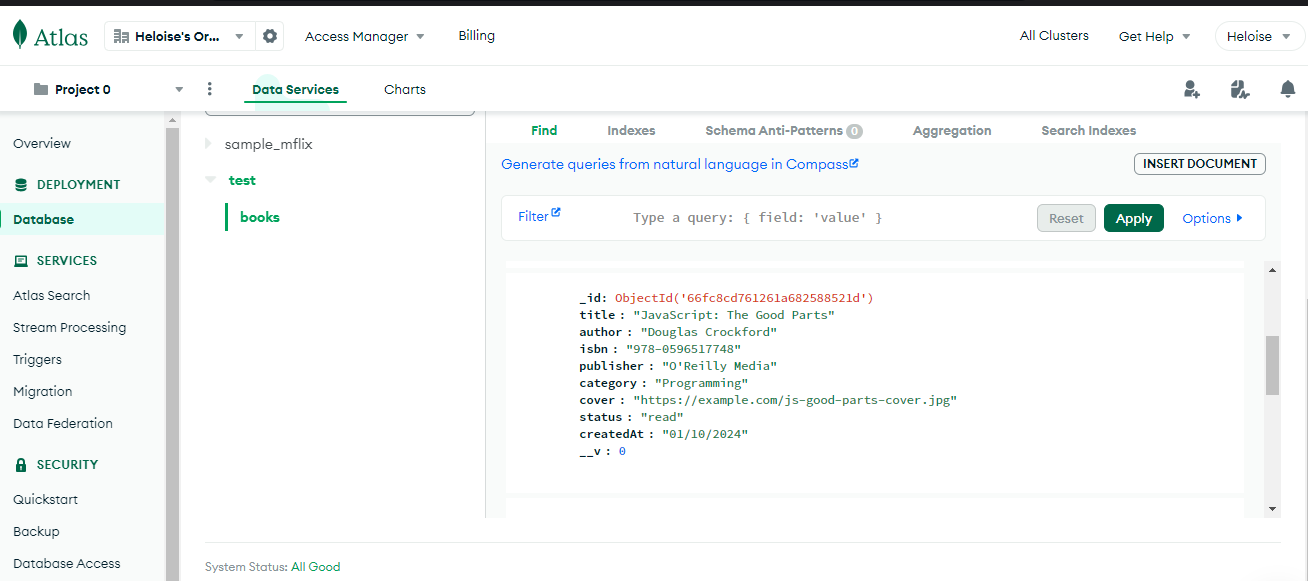 Atlas
Heloise's Or...
Access Manager
Billing
All Clusters
Get Help
Heloise
Project 0
Data Services
Charts
Overview
DEPLOYMENT
Database
SERVICES
Atlas Search
Stream Processing
Triggers
Migration
Data Federation
SECURITY
Quickstart
Backup
Database Access
sample_mflix
test
books
Find
Indexes
Schema Anti-Patterns 0
Aggregation
Search Indexes
Generate queries from natural language in Compass
INSERT DOCUMENT
Filter
Type a query: { field: 'value' }
Reset
Apply
Options
_id: ObjectId('66fc8cd761261a682588521d')
title : "JavaScript: The Good Parts"
author : "Douglas Crockford"
isbn : "978-0596517748"
publisher : "O'Reilly Media"
category : "Programming"
cover : "https://example.com/js-good-parts-cover.jpg"
status : "read"
createdAt : "01/10/2024"
__v : 0
System Status: All Good